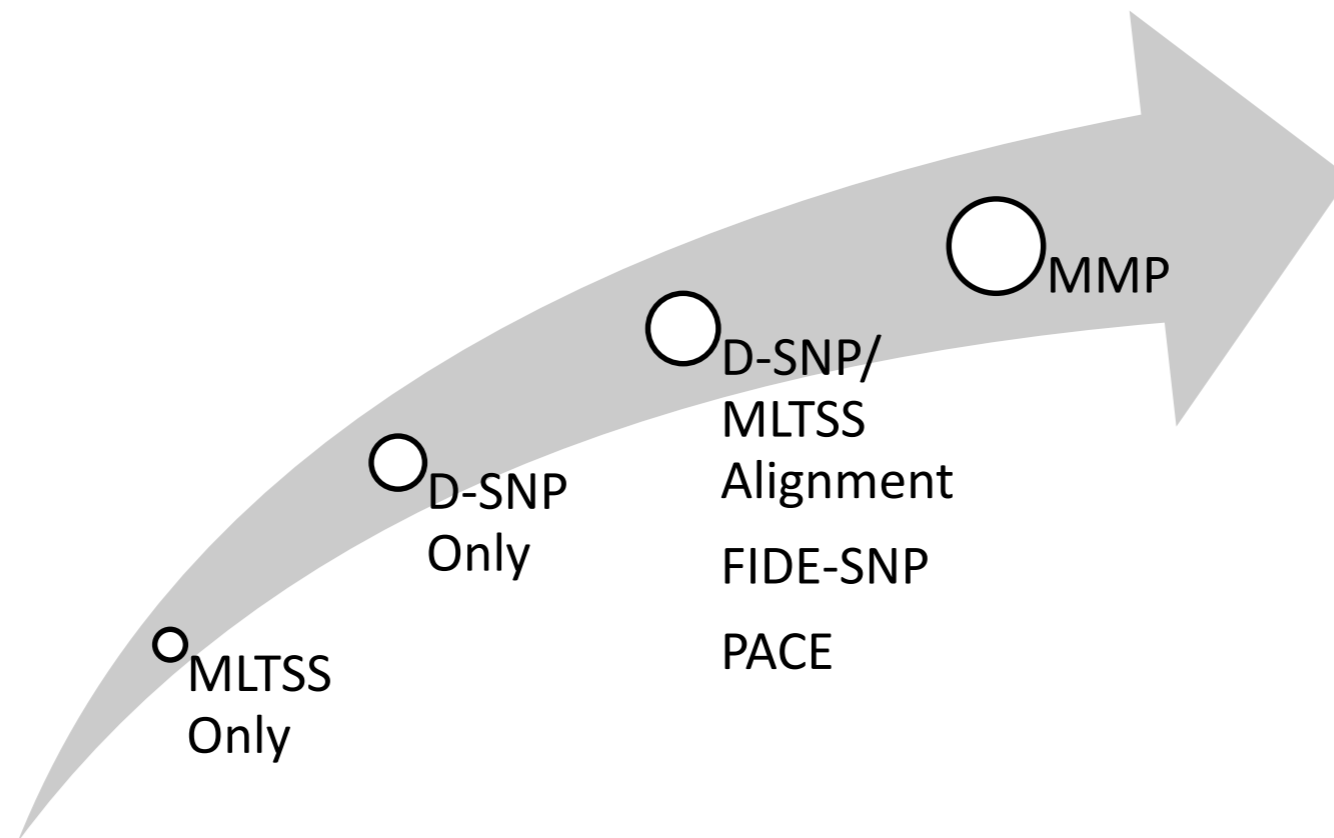 MMP
D-SNP/
MLTSS
Alignment
FIDE-SNP
PACE
D-SNP
Only
MLTSS
Only